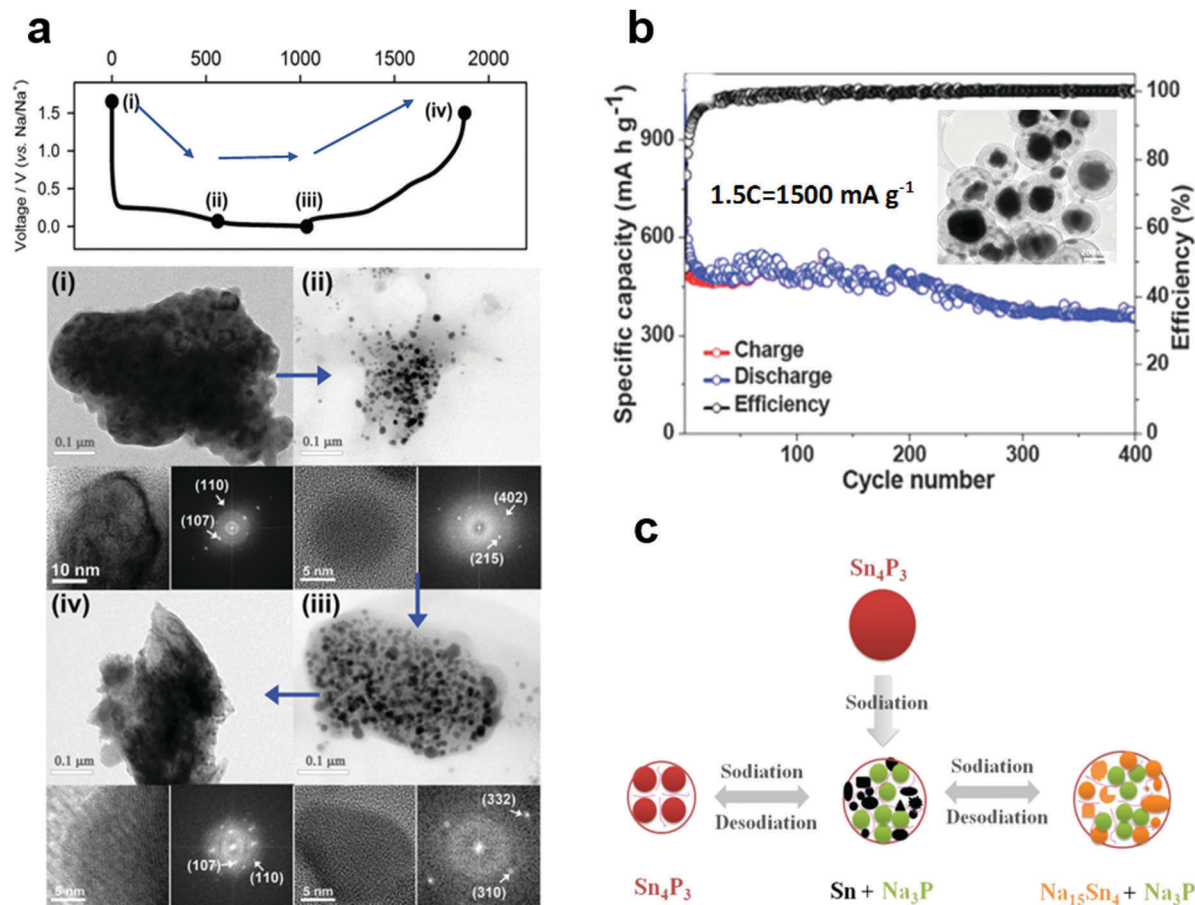 a
0 500 1000 1500 2000
Voltage / V (vs. Na/Na⁺)
1.5
1.0
0.5
0.0
(i)
(ii)
(iii)
(iv)
(i)
0.1 µm
(ii)
0.1 µm
10 nm
(110)
(107)
5 nm
(402)
(215)
(iv)
0.1 µm
(iii)
0.1 µm
5 nm
(107)
(110)
5 nm
(332)
(310)
b
Specific capacity (mA h g⁻¹)
900
600
300
0
1.5C=1500 mA g⁻¹
Charge
Discharge
Efficiency
100
80
60
40
20
0
Efficiency (%)
100 200 300 400
Cycle number
c
Sn₄P₃
Sodiation
Sodiation
Desodiation
Sodiation
Desodiation
Sn₄P₃
Sn + Na₃P
Na₁₅Sn₄ + Na₃P